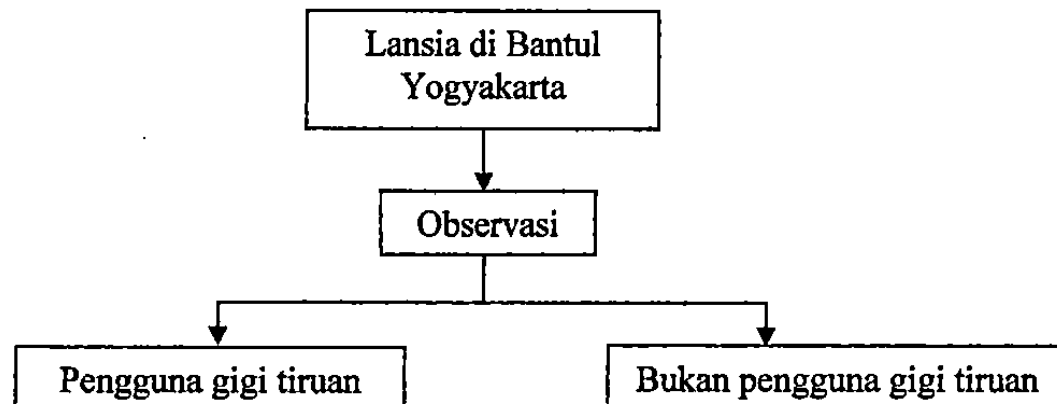 Lansia di Bantul
Yogyakarta
Observasi
Pengguna gigi tiruan
Bukan pengguna gigi tiruan